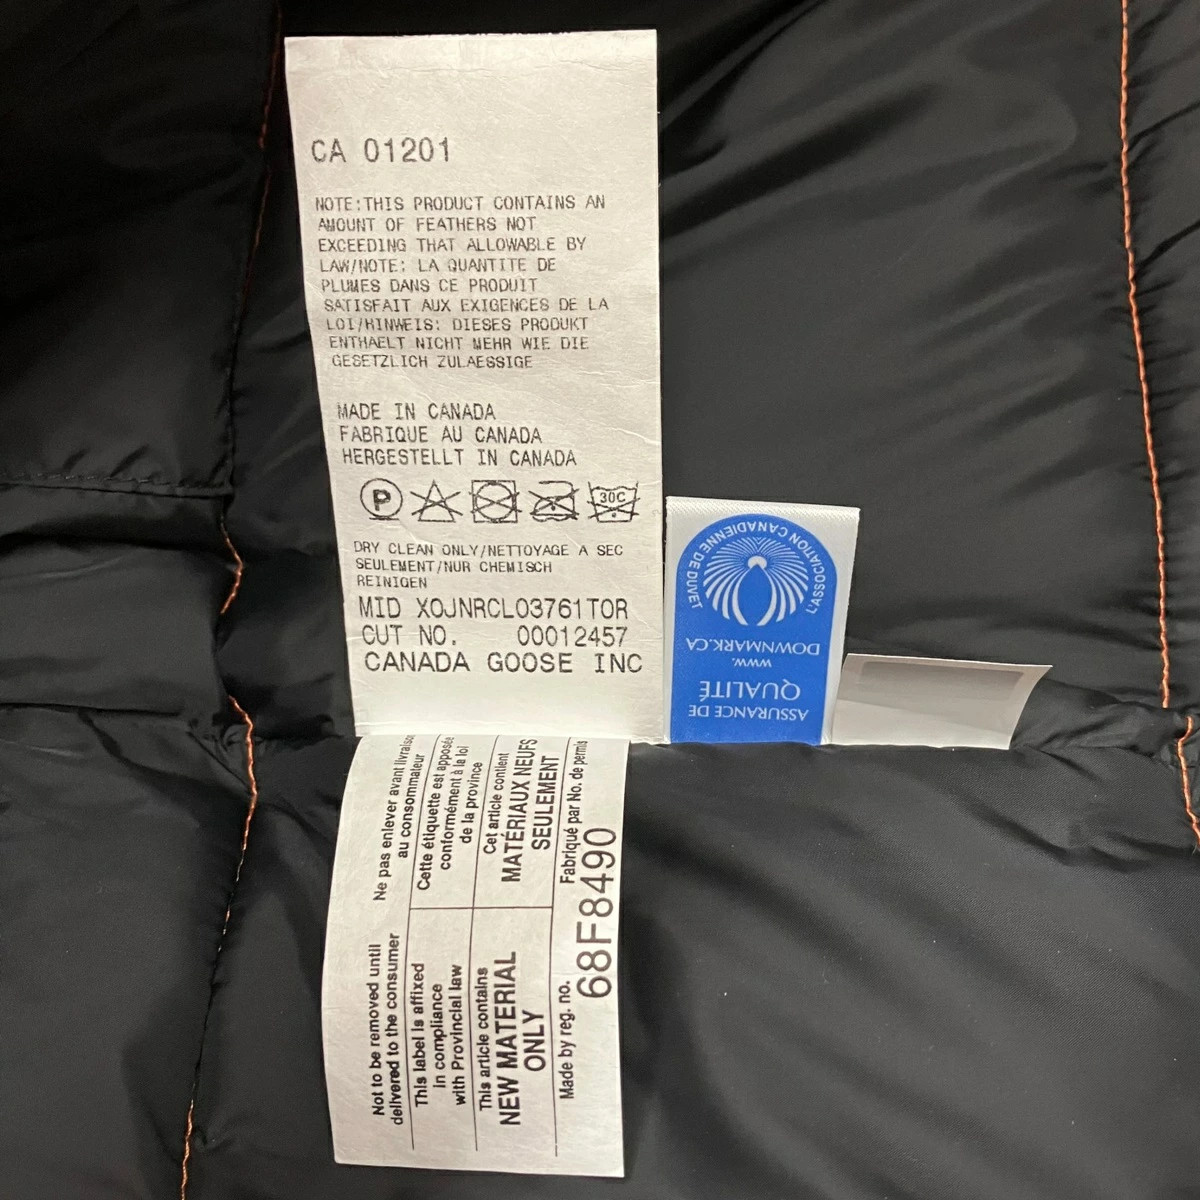 CA 01201
NOTE:THIS PRODUCT CONTAINS AN
AMOUNT OF FEATHERS NOT
EXCEEDING THAT ALLOWABLE BY
LAW/NOTE: LA QUANTITE DE
PLUMES DANS CE PRODUIT
SATISFAIT AUX EXIGENCES DE LA
LOI/HINWEIS: DIESES PRODUKT
ENTHAELT NICHT MEHR WIE DIE
GESETZLICH ZULAESSIGE
MADE IN CANADA
FABRIQUE AU CANADA
HERGESTELLT IN CANADA
P
30C
DRY CLEAN ONLY/NETTOYAGE A SEC
SEULEMENT/NUR CHEMISCH
REINIGEN
MID XOJNRCL03761TOR
CUT NO. 00012457
CANADA GOOSE INC
L'ASSOCIATION CANADIENNE DE DUVET
WWW.
DOWNMARK.CA
ASSURANCE DE
QUALITÉ
Not to be removed until
delivered to the consumer
Ne pas enlever avant livraison
au consommateur
This label is affixed
in compliance
with Provincial law
Cette étiquette est apposée
conformément à la loi
de la province
This article contains
NEW MATERIAL
ONLY
Cet article contient
MATÉRIAUX NEUFS
SEULEMENT
Made by reg. no.
Fabriqué par No. de permis
68F8490